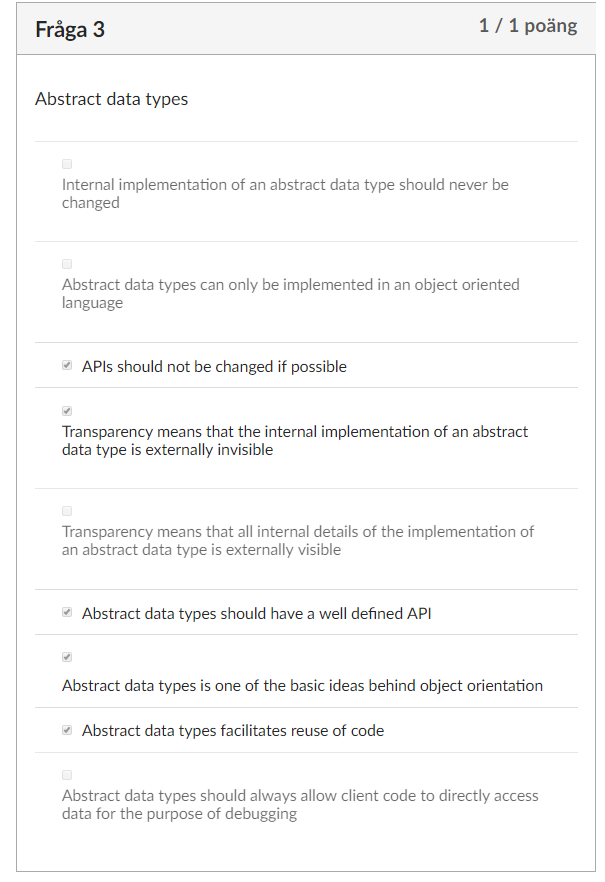 Fråga 3
1 / 1 poäng
Abstract data types
Internal implementation of an abstract data type should never be
changed
Abstract data types can only be implemented in an object oriented
language
APIs should not be changed if possible
Transparency means that the internal implementation of an abstract
data type is externally invisible
Transparency means that all internal details of the implementation of
an abstract data type is externally visible
Abstract data types should have a well defined API
Abstract data types is one of the basic ideas behind object orientation
Abstract data types facilitates reuse of code
Abstract data types should always allow client code to directly access
data for the purpose of debugging